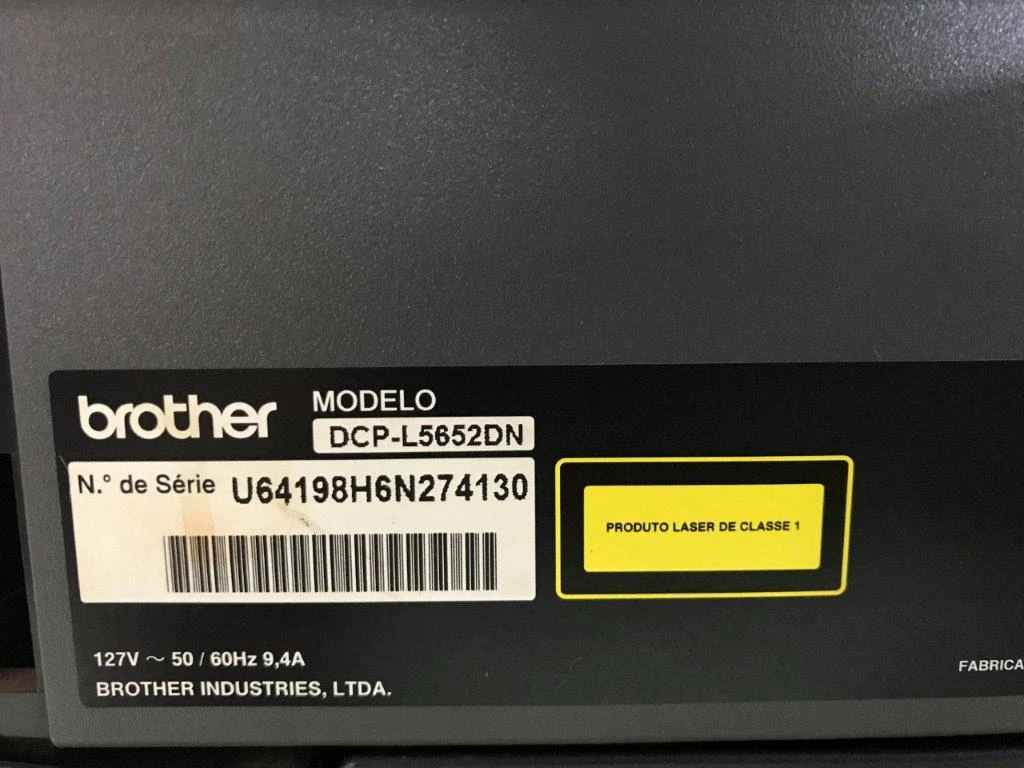 brother
MODELO
DCP-L5652DN
N.° de Série U64198H6N274130
PRODUTO LASER DE CLASSE 1
127V ~ 50 / 60Hz 9,4A
BROTHER INDUSTRIES, LTDA.
FABRICA